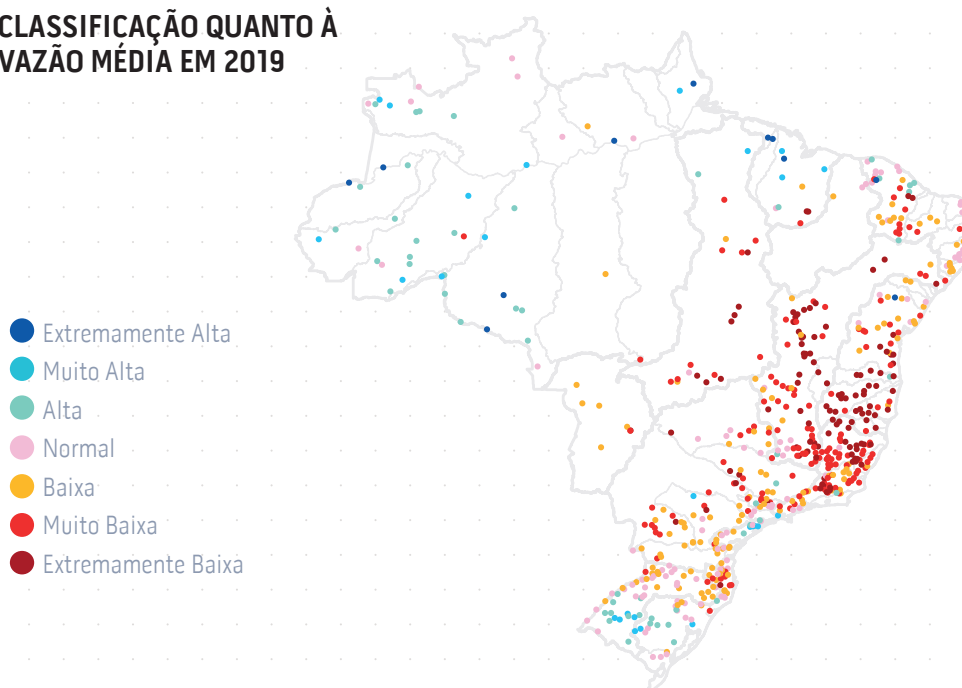 CLASSIFICAÇÃO QUANTO À
VAZÃO MÉDIA EM 2019
Extremamente Alta
Muito Alta
Alta
Normal
Baixa
Muito Baixa
Extremamente Baixa